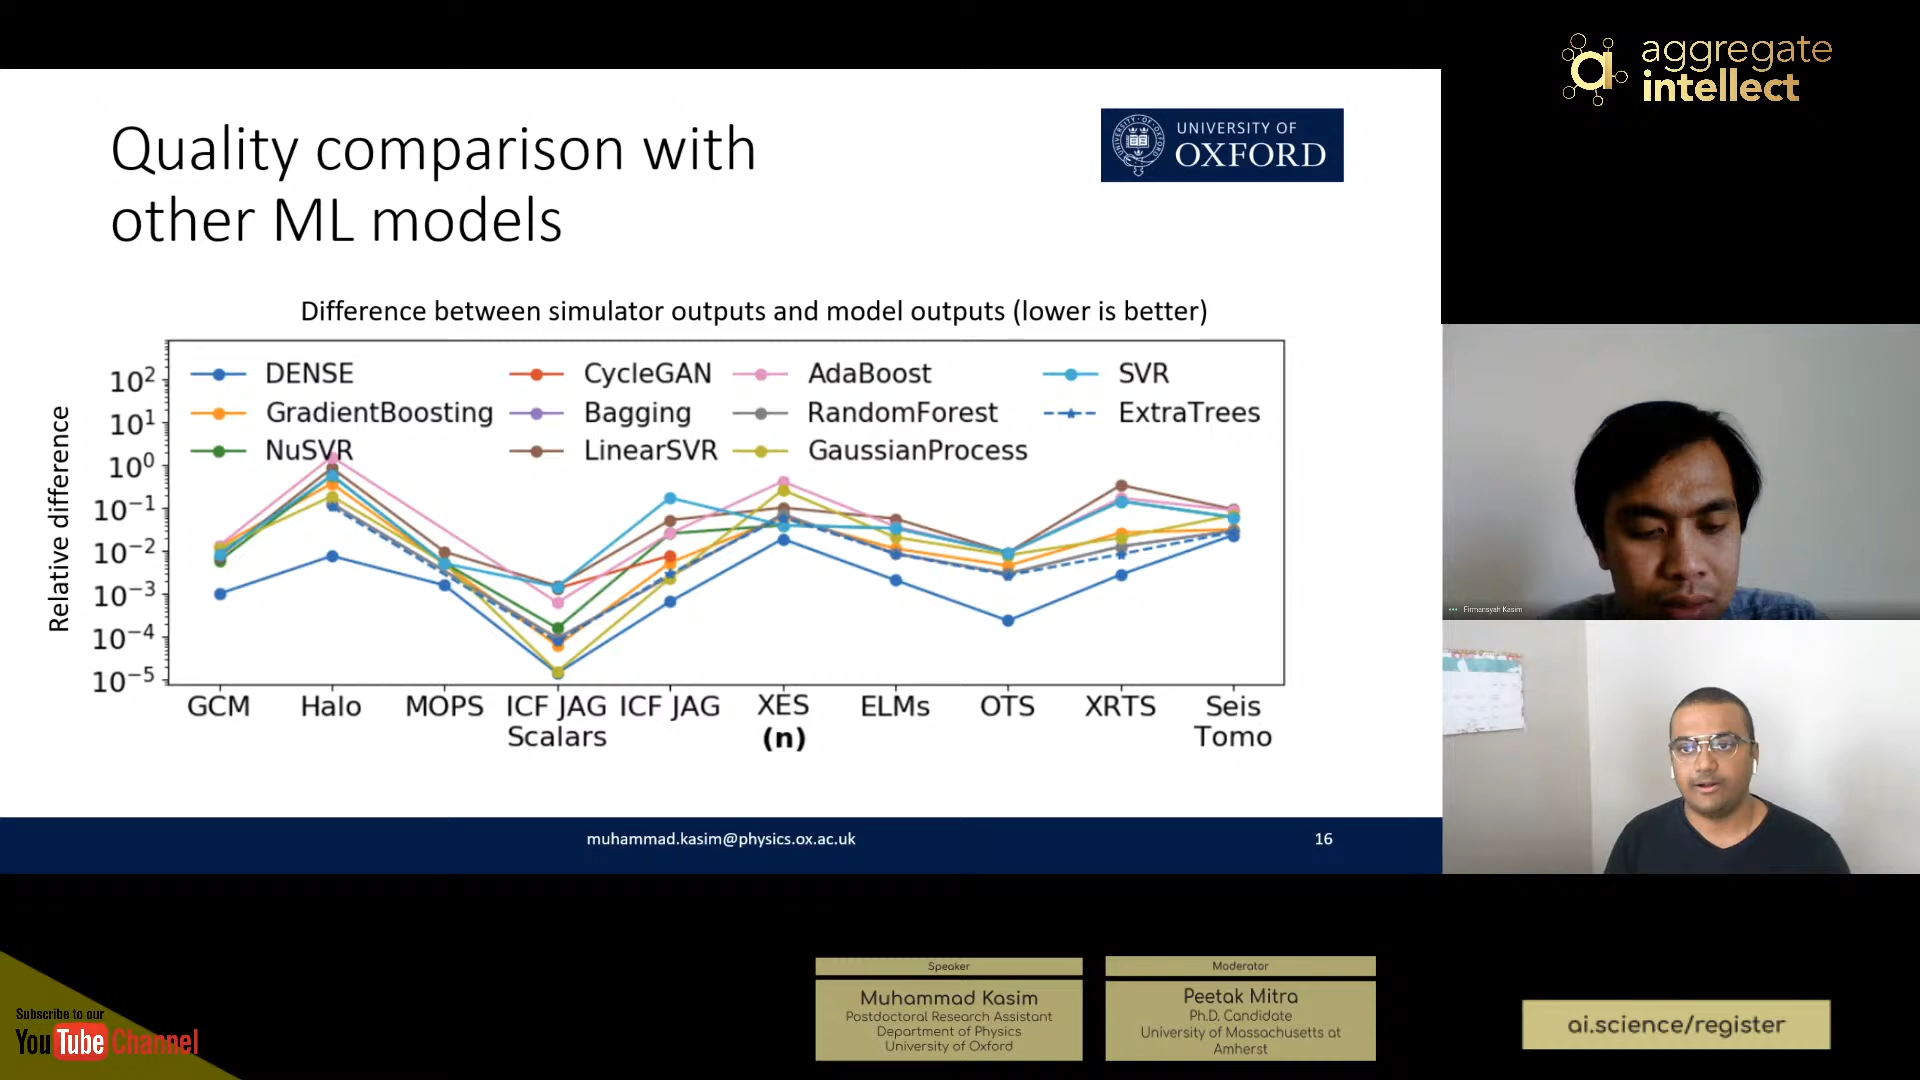 aggregate
intellect
Quality comparison with
other ML models
UNIVERSITY OF
OXFORD
Difference between simulator outputs and model outputs (lower is better)
DENSE
CycleGAN
AdaBoost
SVR
GradientBoosting
Bagging
RandomForest
ExtraTrees
NuSVR
LinearSVR
GaussianProcess
Relative difference
10²
10¹
10⁰
10⁻¹
10⁻²
10⁻³
10⁻⁴
10⁻⁵
GCM
Halo
MOPS
ICF JAG
Scalars
ICF JAG
XES
(n)
ELMs
OTS
XRTS
Seis
Tomo
muhammad.kasim@physics.ox.ac.uk
16
Firmansyah Kasim
Speaker
Muhammad Kasim
Postdoctoral Research Assistant
Department of Physics
University of Oxford
Moderator
Peetak Mitra
Ph.D. Candidate
University of Massachusetts at
Amherst
Subscribe to our
YouTube Channel
ai.science/register